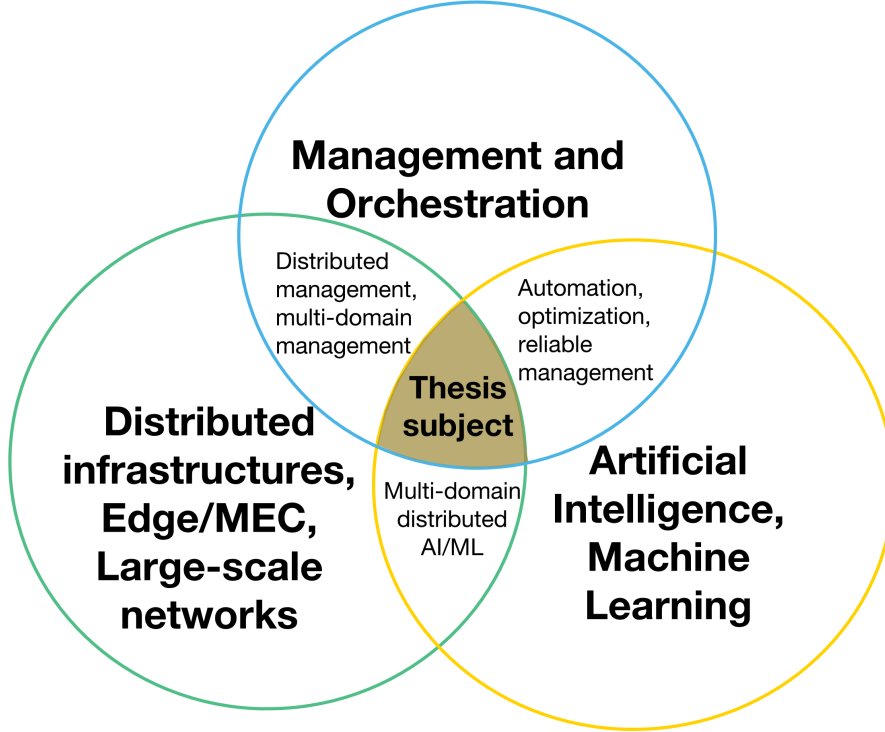 Management and
Orchestration
Distributed
management,
multi-domain
management
Automation,
optimization,
reliable
management
Thesis
subject
Distributed
infrastructures,
Edge/MEC,
Large-scale
networks
Multi-domain
distributed
AI/ML
Artificial
Intelligence,
Machine
Learning